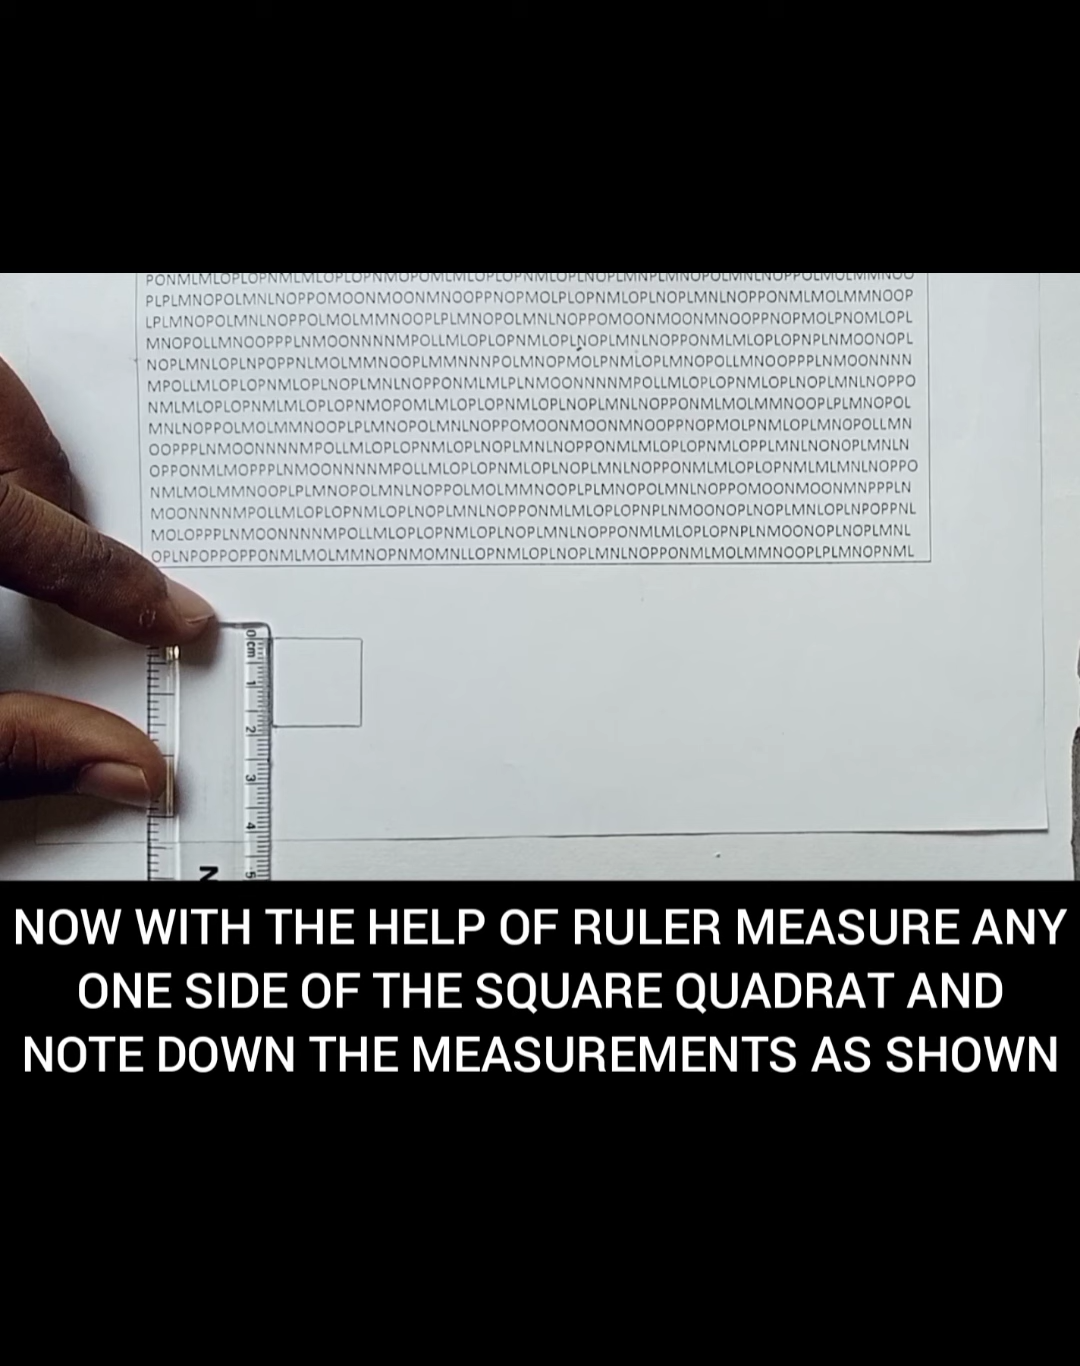 PLPLMNOPOLMNLNOPPOMOONMOONMNOOPPNOPMOLPLOPNMLOPLNOPLMNLNOPPONMLMOLMMNOOP
LPLMNOPOLMNLNOPPOLMOLMMNOOPLPLMNOPOLMNLNOPPOMOONMOONMNOOPPNOPMOLPNOMLOPL
MNOPOLLMNOOPPPLNMOONNNNMPOLLMLOPLOPNMLOPLNOPLMNLNOPPONMLMLOPLOPNPLNMOONOPL
NOPLMNLOPLNPOPPNLMOLMMNOOPLMMNNNPOLMNOPMOLPNMLOPLMNOPOLLMNOOPPPLNMOONNNN
MPOLLMLOPLOPNMLOPLNOPLMNLNOPPONMLMLPLNMOONNNNMPOLLMLOPLOPNMLOPLNOPLMNLNOPPO
NMLMLOPLOPNMLMLOPLOPNMOPOMLMLOPLOPNMLOPLNOPLMNLNOPPONMLMOLMMNOOPLPLMNOPOL
MNLNOPPOLMOLMMNOOPLPLMNOPOLMNLNOPPOMOONMOONMNOOPPNOPMOLPNMLOPLMNOPOLLMN
OOPPPLNMOONNNNMPOLLMLOPLOPNMLOPLNOPLMNLNOPPONMLMLOPLOPNMLOPPLMNLNONOPLMNLN
OPPONMLMOPPPLNMOONNNNMPOLLMLOPLOPNMLOPLNOPLMNLNOPPONMLMLOPLOPNMLMLMNLNOPPO
NMLMOLMMNOOPLPLMNOPOLMNLNOPPOLMOLMMNOOPLPLMNOPOLMNLNOPPOMOONMOONMNPPPLN
MOONNNNMPOLLMLOPLOPNMLOPLNOPLMNLNOPPONMLMLOPLOPNPLNMOONOPLNOPLMNLOPLNPOPPNL
MOLOPPPLNMOONNNNMPOLLMLOPLOPNMLOPLNOPLMNLNOPPONMLMLOPLOPNPLNMOONOPLNOPLMNL
OPLNPOPPOPPONMLMOLMMNOPNMOMNLLOPNMLOPLNOPLMNLNOPPONMLMOLMMNOOPLPLMNOPNML
0 cm 1 2 3 4 5
N
NOW WITH THE HELP OF RULER MEASURE ANY
ONE SIDE OF THE SQUARE QUADRAT AND
NOTE DOWN THE MEASUREMENTS AS SHOWN